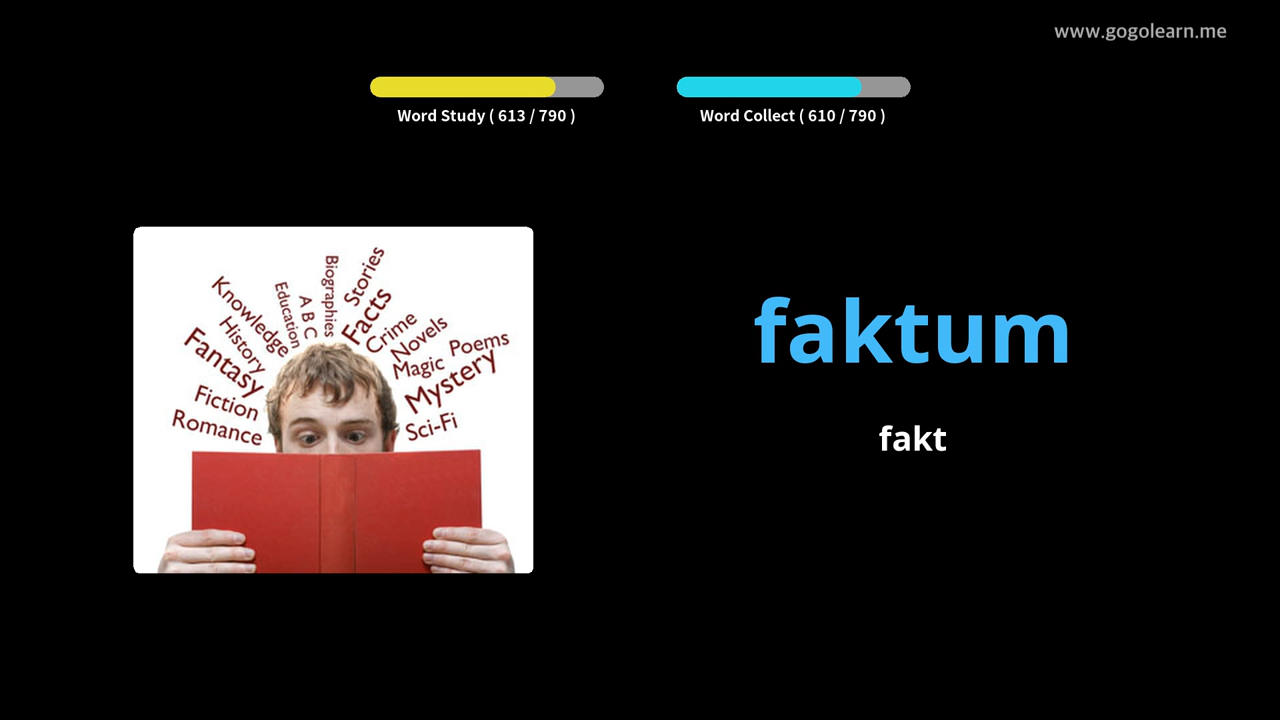 www.gogolearn.me
Word Study ( 613 / 790 )
Word Collect ( 610 / 790 )
Knowledge
History
Fantasy
Fiction
Romance
Education
A B C
Biographies
Stories
Facts
Crime
Novels
Magic
Poems
Mystery
Sci-Fi
faktum
fakt